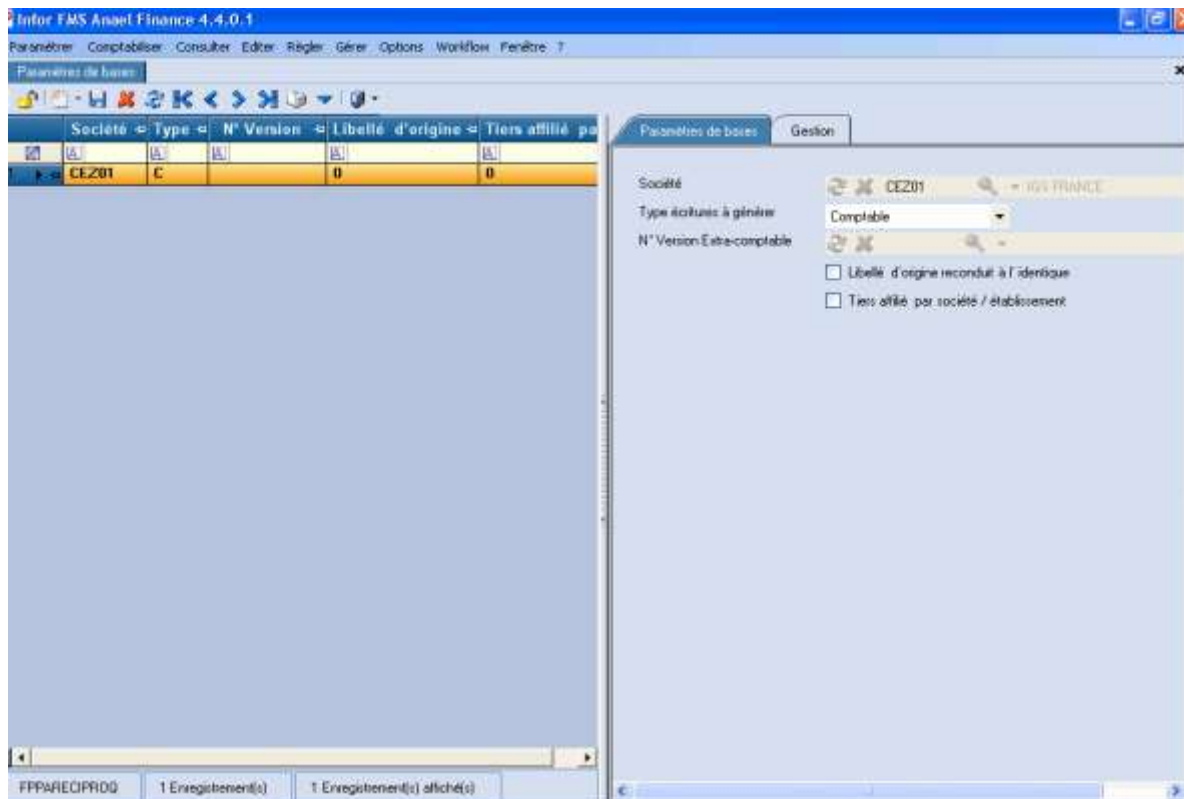 Infor FMS Anael Finance 4.4.0.1
Paramétrer Comptabiliser Consulter Editer Régler Gérer Options Workflow Fenêtre ?
Paramètres de bases
Société Type N° Version Libellé d'origine Tiers affilié pa
1 CEZ01 C 0 0
Paramètres de bases Gestion
Société CEZ01 IGS FRANCE
Type écritures à générer Comptable
N° Version Extra-comptable
Libellé d'origine reconduit à l'identique
Tiers affilié par société / établissement
FPPARECIPROQ 1 Enregistrement(s) 1 Enregistrement(s) affiché(s)